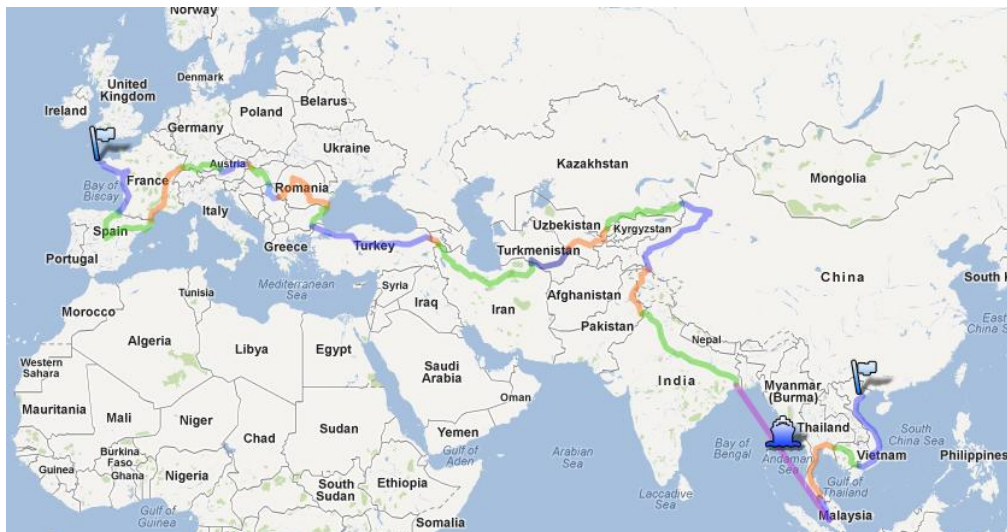 Norway
Denmark
United
Kingdom
Ireland
Belarus
Poland
Germany
Ukraine
Austria
Kazakhstan
Mongolia
France
Bay of
Biscay
Romania
Italy
Uzbekistan
Kyrgyzstan
Spain
Portugal
Greece
Turkey
Turkmenistan
China
South K
Mediterranean
Sea
Syria
Tunisia
Iraq
Iran
Afghanistan
Morocco
Pakistan
East
Chin
Algeria
Libya
Egypt
Nepal
Western
Sahara
Saudi
Arabia
India
Myanmar
(Burma)
Oman
Mauritania
Mali
Niger
Sudan
Chad
Yemen
Gulf of
Aden
Arabian
Sea
Bay of
Bengal
Thailand
South
China Sea
Andaman
Sea
Vietnam
Philippines
Burkina
Faso
Guinea
Ghana
Nigeria
South
Sudan
Ethiopia
Laccadive
Sea
Gulf of
Thailand
Gulf of
Guinea
Somalia
Malaysia